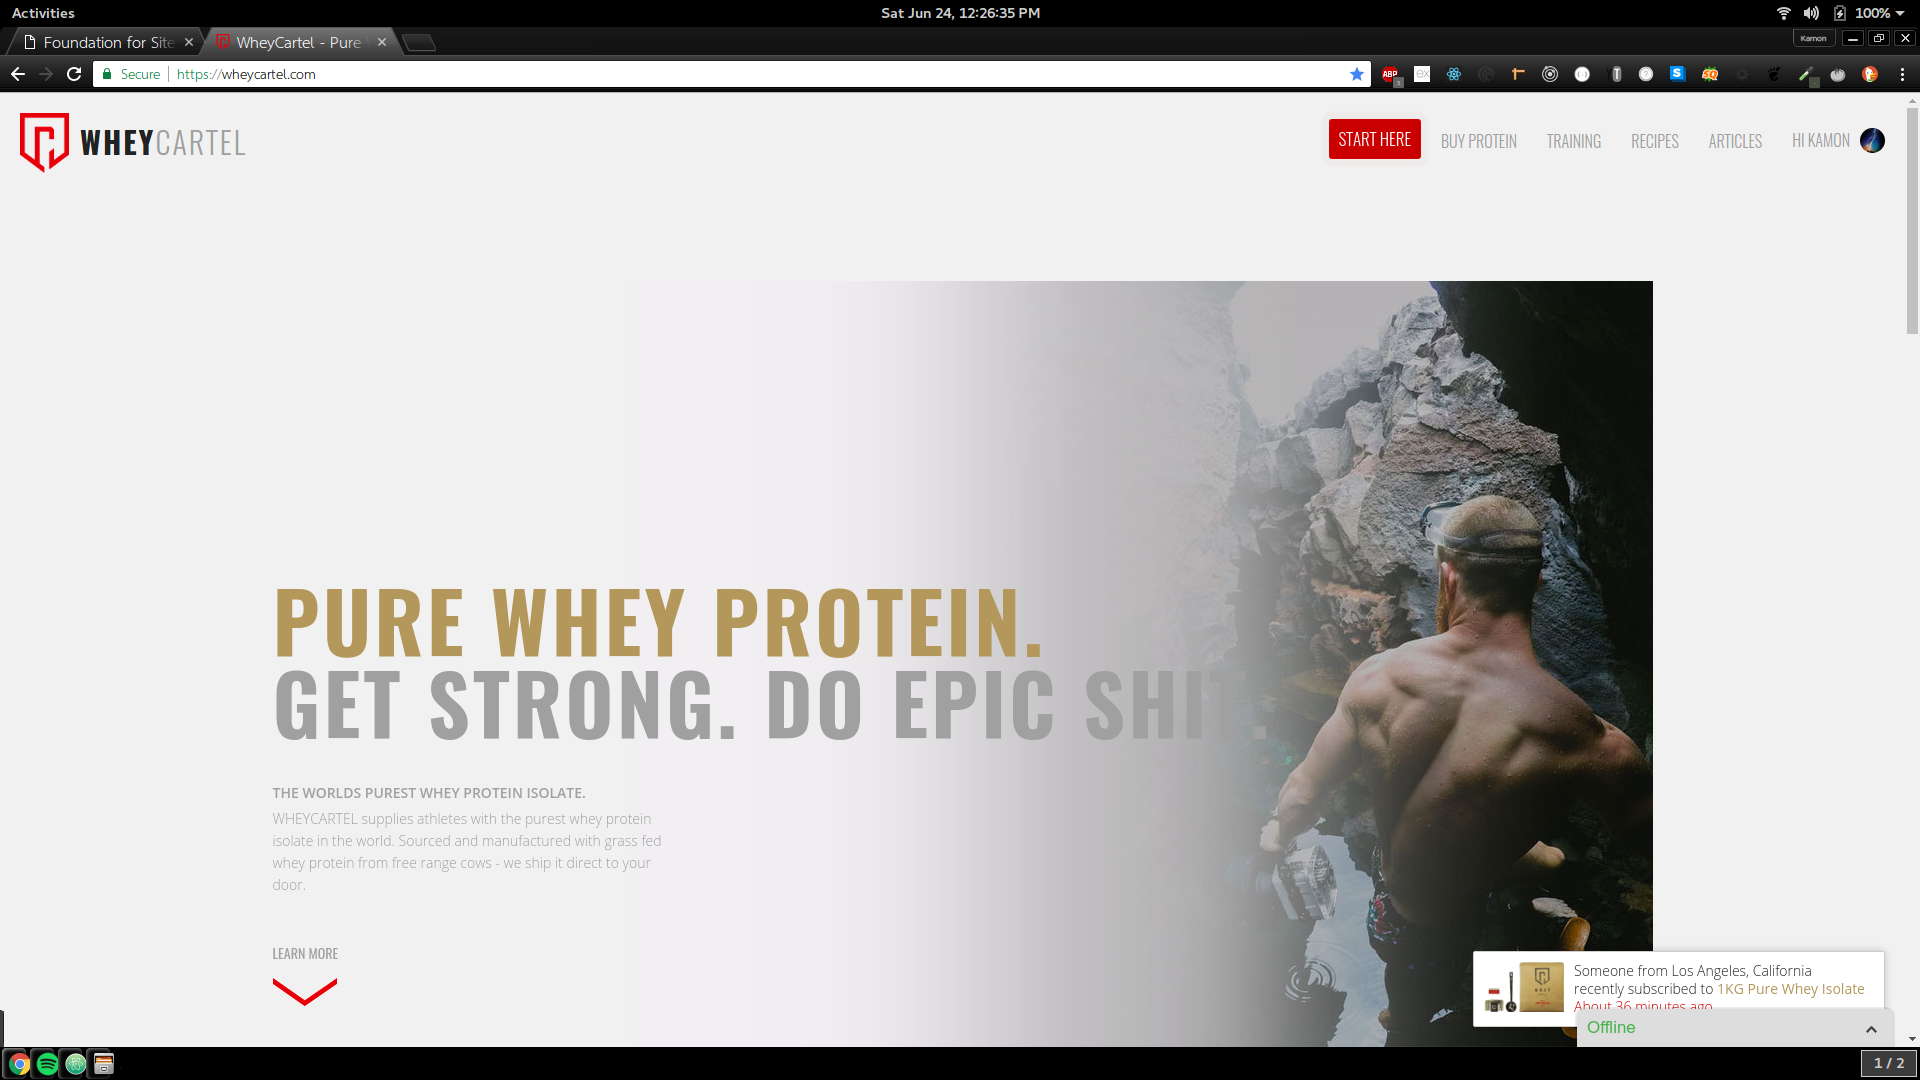 Activities
Sat Jun 24, 12:26:35 PM
100%
Foundation for Site
WheyCartel - Pure
Kamon
Secure
https://wheycartel.com
WHEYCARTEL
START HERE
BUY PROTEIN
TRAINING
RECIPES
ARTICLES
HI KAMON
PURE WHEY PROTEIN.
GET STRONG. DO EPIC SHIT.
THE WORLDS PUREST WHEY PROTEIN ISOLATE.
WHEYCARTEL supplies athletes with the purest whey protein
isolate in the world. Sourced and manufactured with grass fed
whey protein from free range cows - we ship it direct to your
door.
LEARN MORE
Someone from Los Angeles, California
recently subscribed to 1KG Pure Whey Isolate
About 36 minutes ago
Offline
1 / 2